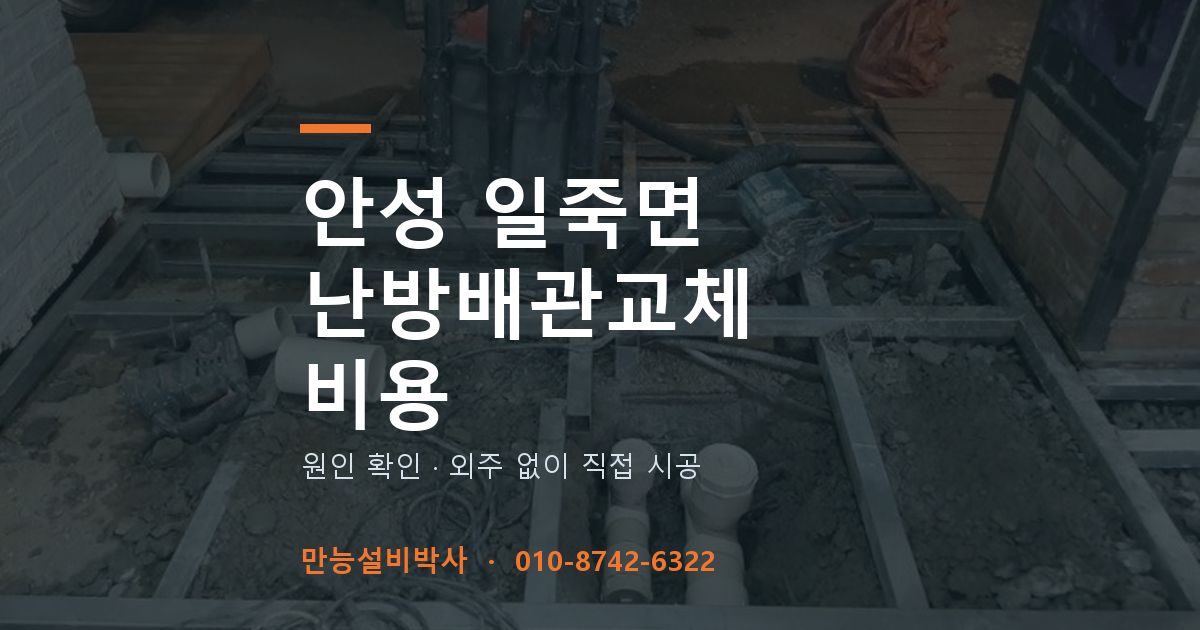 안성 일죽면
난방배관교체
비용
원인 확인 · 외주 없이 직접 시공
만능설비박사 · 010-8742-6322